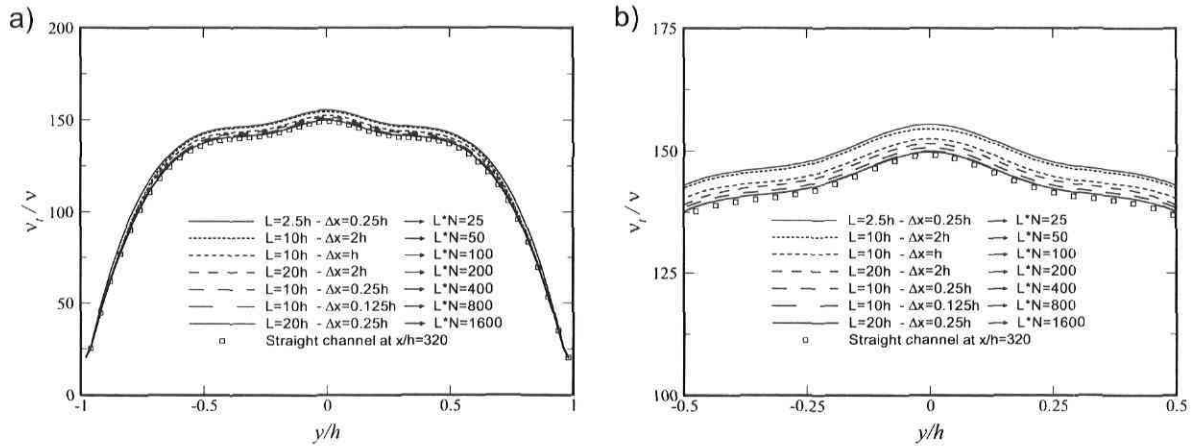 a)
200
150
100
50
0
ν_t / ν
L=2.5h - Δx=0.25h → L*N=25
L=10h - Δx=2h → L*N=50
L=10h - Δx=h → L*N=100
L=20h - Δx=2h → L*N=200
L=10h - Δx=0.25h → L*N=400
L=10h - Δx=0.125h → L*N=800
L=20h - Δx=0.25h → L*N=1600
Straight channel at x/h=320
-1 -0.5 0 0.5 1
y/h
b)
175
150
125
100
ν_t / ν
L=2.5h - Δx=0.25h → L*N=25
L=10h - Δx=2h → L*N=50
L=10h - Δx=h → L*N=100
L=20h - Δx=2h → L*N=200
L=10h - Δx=0.25h → L*N=400
L=10h - Δx=0.125h → L*N=800
L=20h - Δx=0.25h → L*N=1600
Straight channel at x/h=320
-0.5 -0.25 0 0.25 0.5
y/h